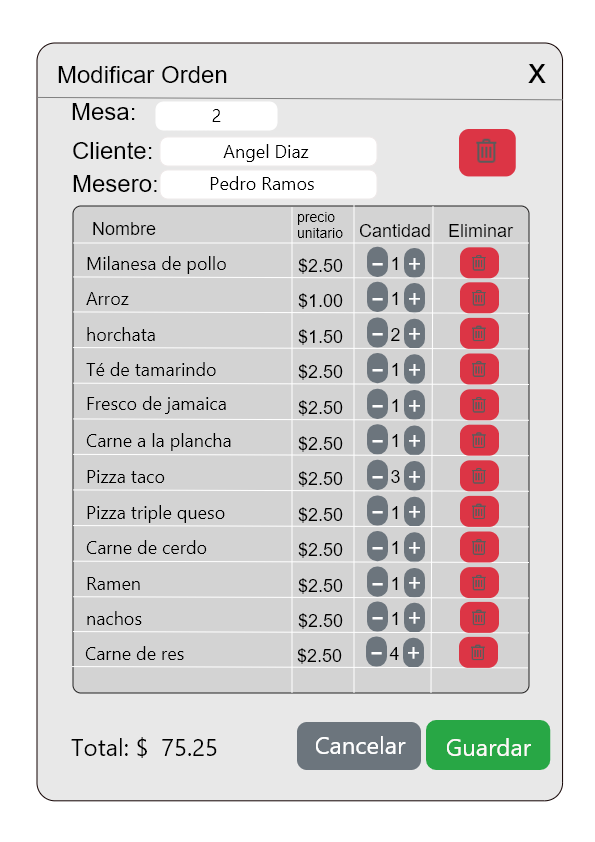 Modificar Orden X
Mesa: 2
Cliente: Angel Diaz
Mesero: Pedro Ramos
Nombre precio unitario Cantidad Eliminar
Milanesa de pollo $2.50 − 1 +
Arroz $1.00 − 1 +
horchata $1.50 − 2 +
Té de tamarindo $2.50 − 1 +
Fresco de jamaica $2.50 − 1 +
Carne a la plancha $2.50 − 1 +
Pizza taco $2.50 − 3 +
Pizza triple queso $2.50 − 1 +
Carne de cerdo $2.50 − 1 +
Ramen $2.50 − 1 +
nachos $2.50 − 1 +
Carne de res $2.50 − 4 +
Total: $ 75.25 Cancelar Guardar